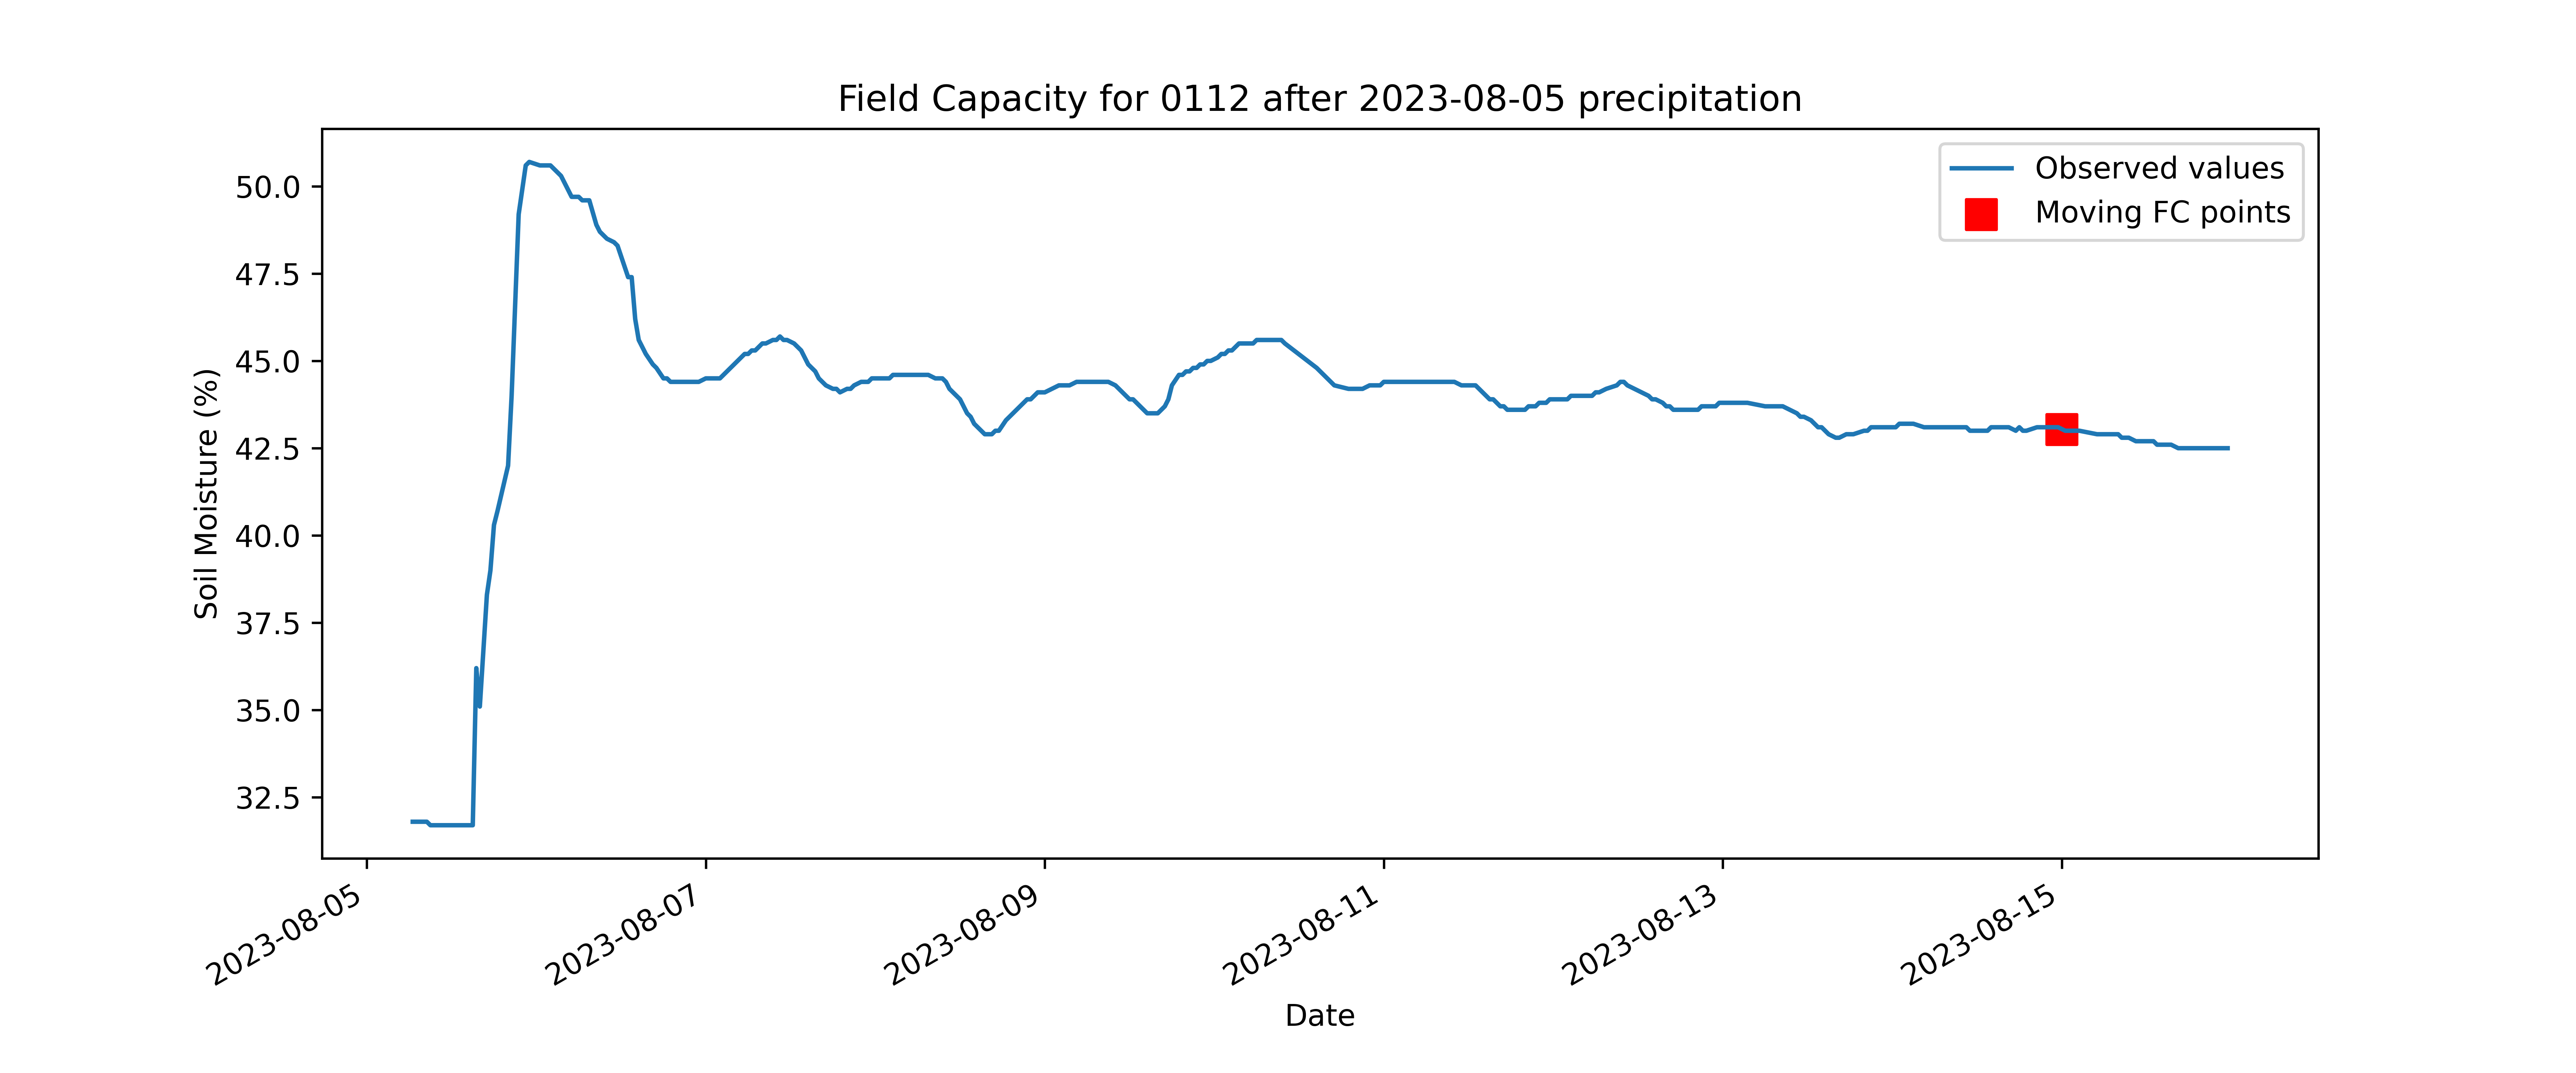 Field Capacity for 0112 after 2023-08-05 precipitation
Observed values
Moving FC points
Soil Moisture (%)
50.0
47.5
45.0
42.5
40.0
37.5
35.0
32.5
2023-08-05
2023-08-07
2023-08-09
2023-08-11
2023-08-13
2023-08-15
Date